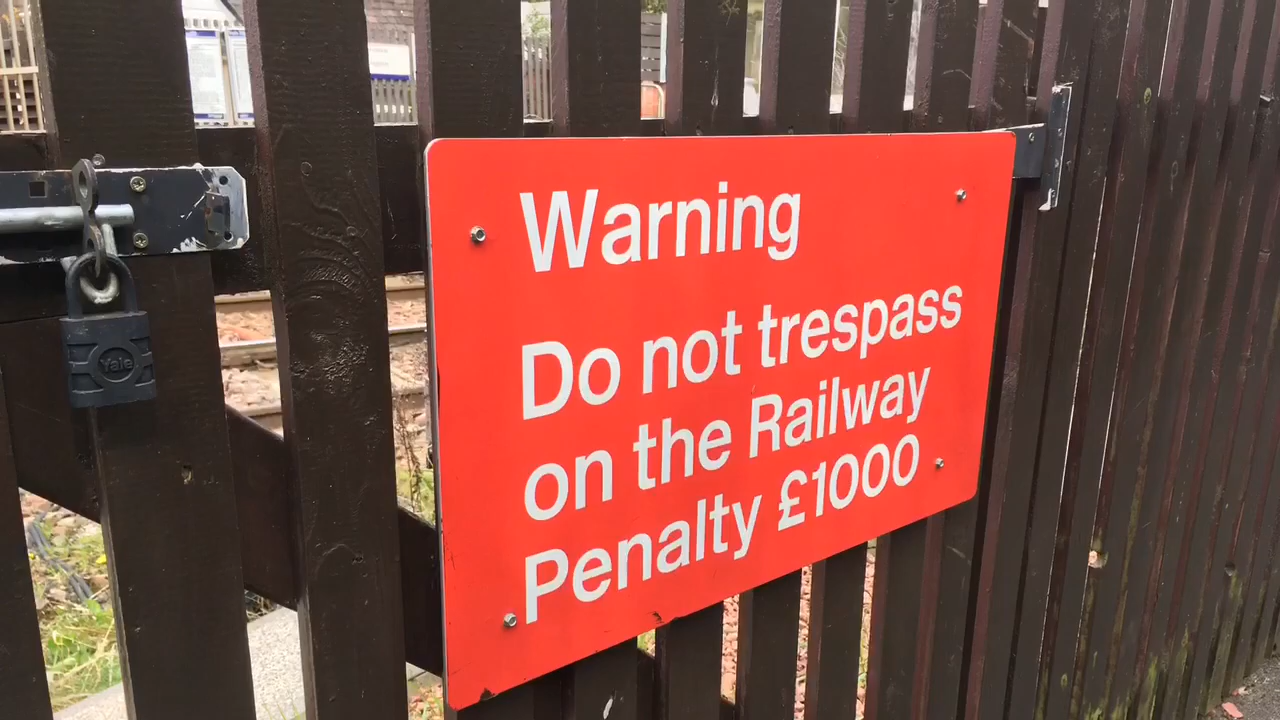 Warning
Do not trespass
on the Railway
Penalty £1000
Yale